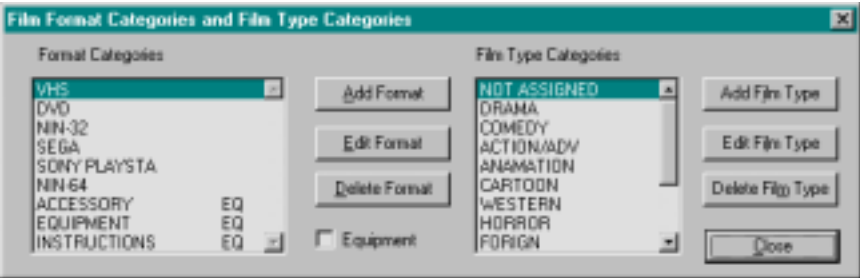 Film Format Categories and Film Type Categories
Format Categories
VHS
DVD
NIN-32
SEGA
SONY PLAYSTA
NIN-64
ACCESSORY EQ
EQUIPMENT EQ
INSTRUCTIONS EQ
Add Format
Edit Format
Delete Format
Equipment
Film Type Categories
NOT ASSIGNED
DRAMA
COMEDY
ACTION/ADV
ANAMATION
CARTOON
WESTERN
HORROR
FORIGN
Add Film Type
Edit Film Type
Delete Film Type
Close